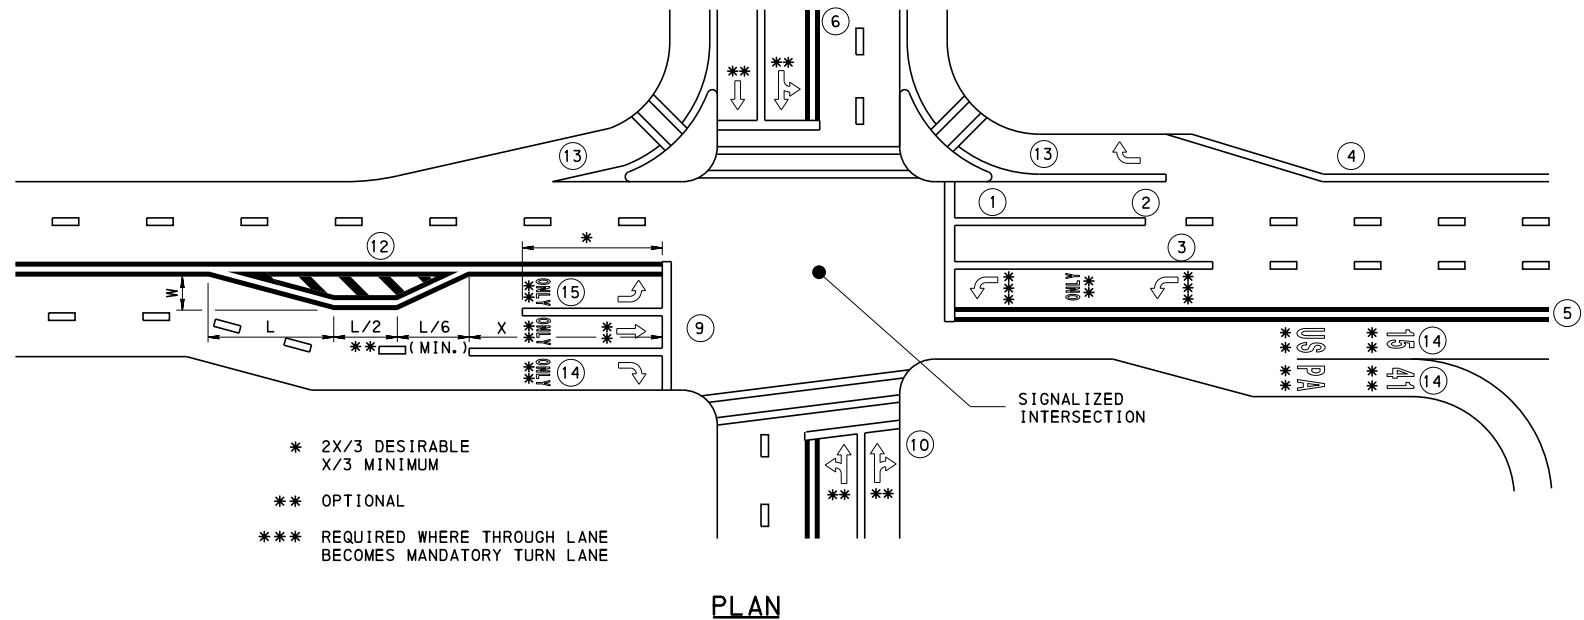 6
**
**
13
13
4
1
2
12
*
3
W
ONLY
**
15
***
ONLY
**
***
5
L
L/2
L/6
X
ONLY
**
**
9
**
(MIN.)
ONLY
**
14
US
**
15
**
14
PA
**
41
**
14
SIGNALIZED
INTERSECTION
10
**
**
* 2X/3 DESIRABLE
X/3 MINIMUM
** OPTIONAL
*** REQUIRED WHERE THROUGH LANE
BECOMES MANDATORY TURN LANE
PLAN